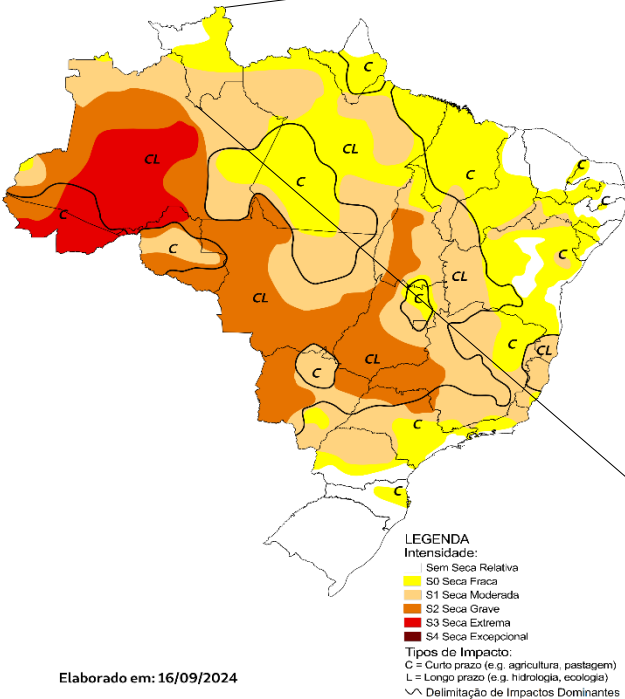 C
C
CL
CL
C
C
C
C
C
C
C
CL
C
CL
C
C
CL
CL
C
C
C
LEGENDA
Intensidade:
Sem Seca Relativa
S0 Seca Fraca
S1 Seca Moderada
S2 Seca Grave
S3 Seca Extrema
S4 Seca Excepcional
Tipos de Impacto:
C = Curto prazo (e.g. agricultura, pastagem)
L = Longo prazo (e.g. hidrologia, ecologia)
Delimitação de Impactos Dominantes
Elaborado em: 16/09/2024